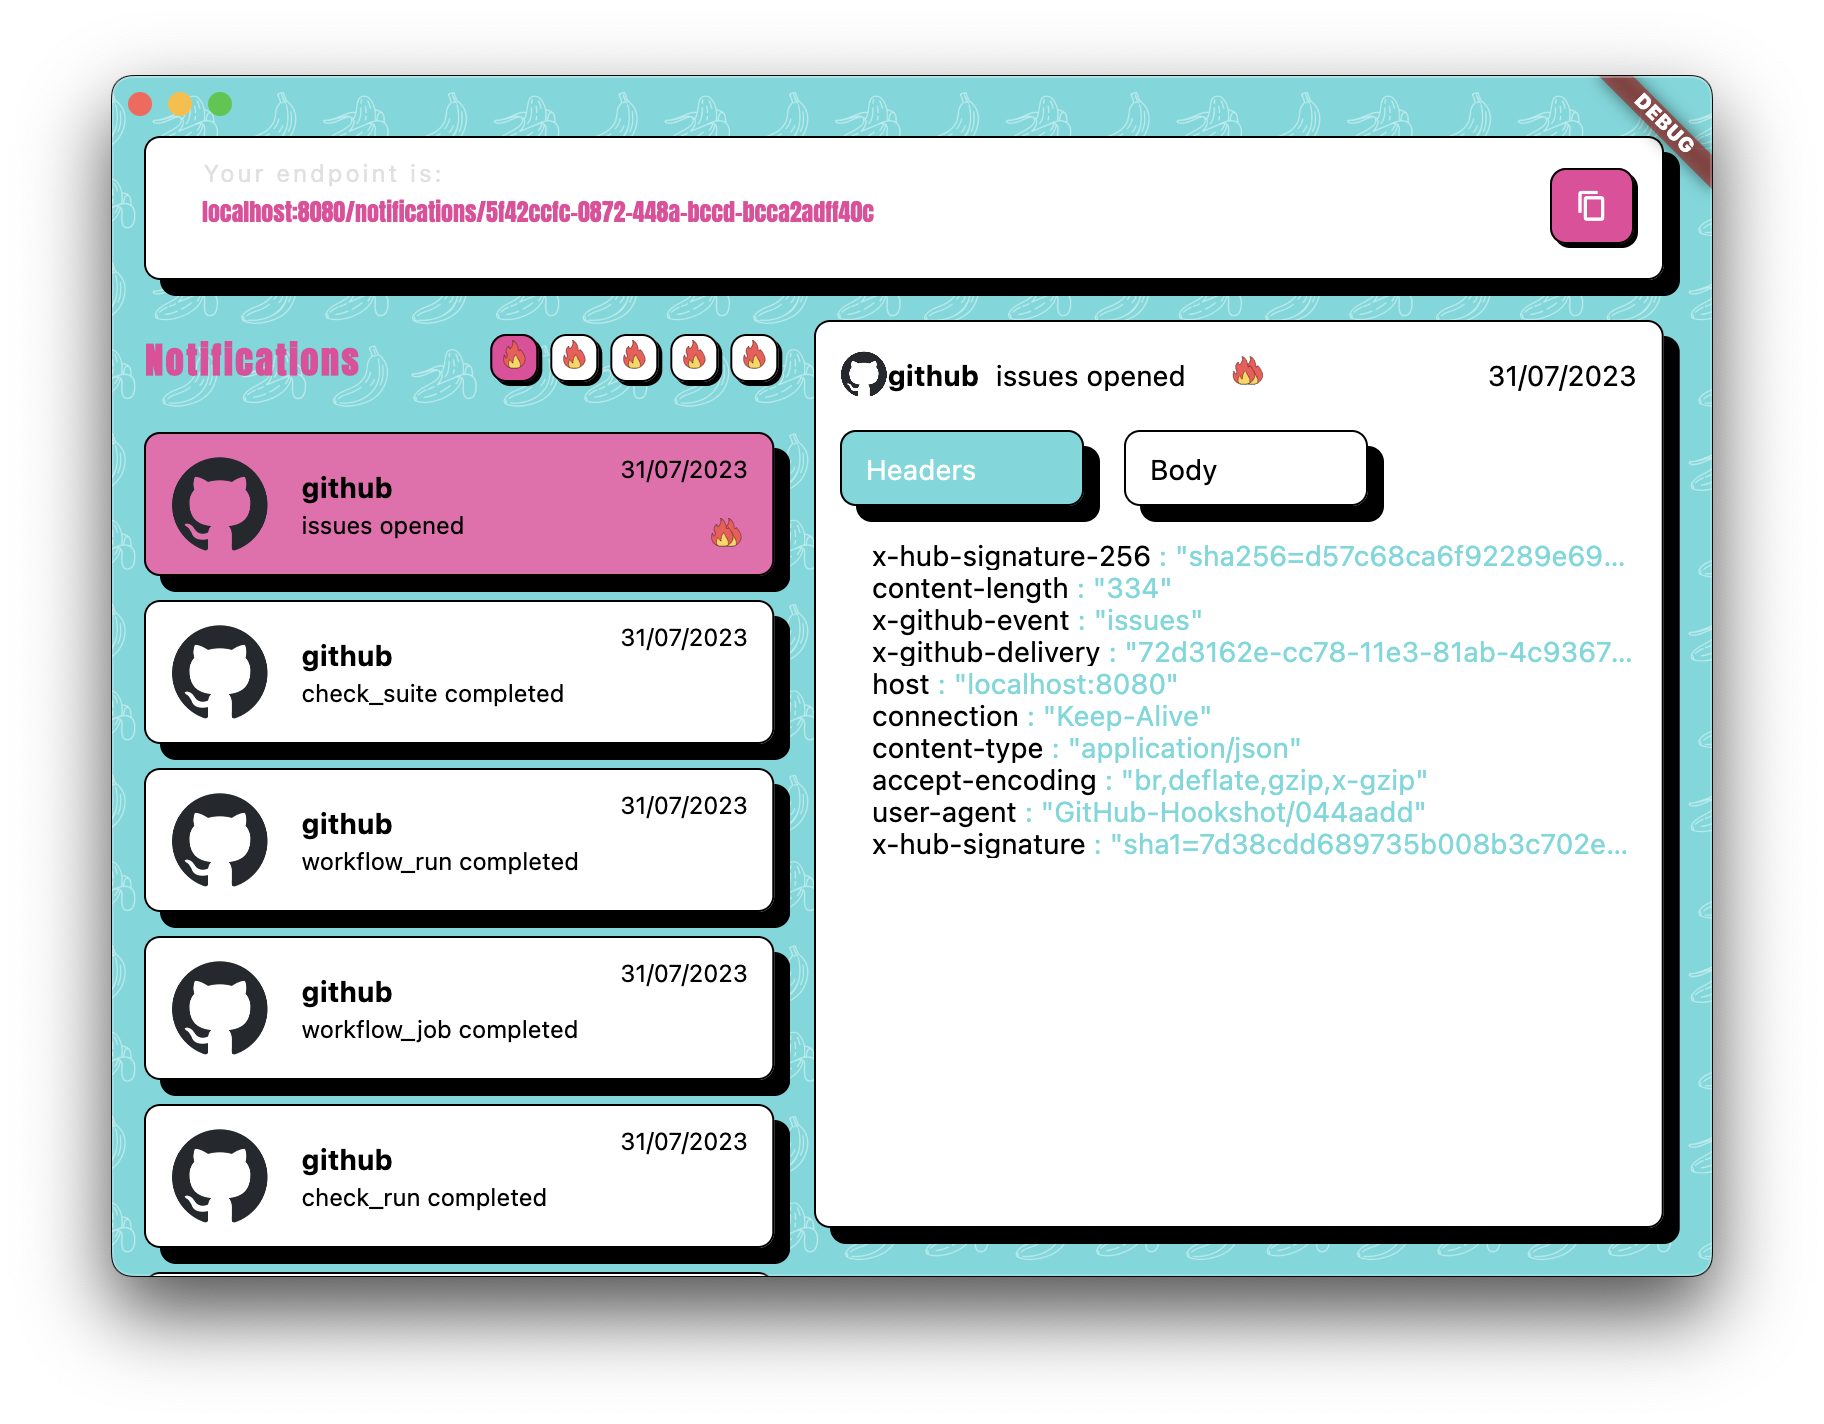 DEBUG
Your endpoint is:
localhost:8080/notifications/5f42ccfc-0872-448a-bccd-bcca2adff40c
Notifications
github
issues opened
31/07/2023
github
check_suite completed
31/07/2023
github
workflow_run completed
31/07/2023
github
workflow_job completed
31/07/2023
github
check_run completed
31/07/2023
github issues opened 31/07/2023
Headers
Body
x-hub-signature-256 : "sha256=d57c68ca6f92289e69...
content-length : "334"
x-github-event : "issues"
x-github-delivery : "72d3162e-cc78-11e3-81ab-4c9367...
host : "localhost:8080"
connection : "Keep-Alive"
content-type : "application/json"
accept-encoding : "br,deflate,gzip,x-gzip"
user-agent : "GitHub-Hookshot/044aadd"
x-hub-signature : "sha1=7d38cdd689735b008b3c702e...